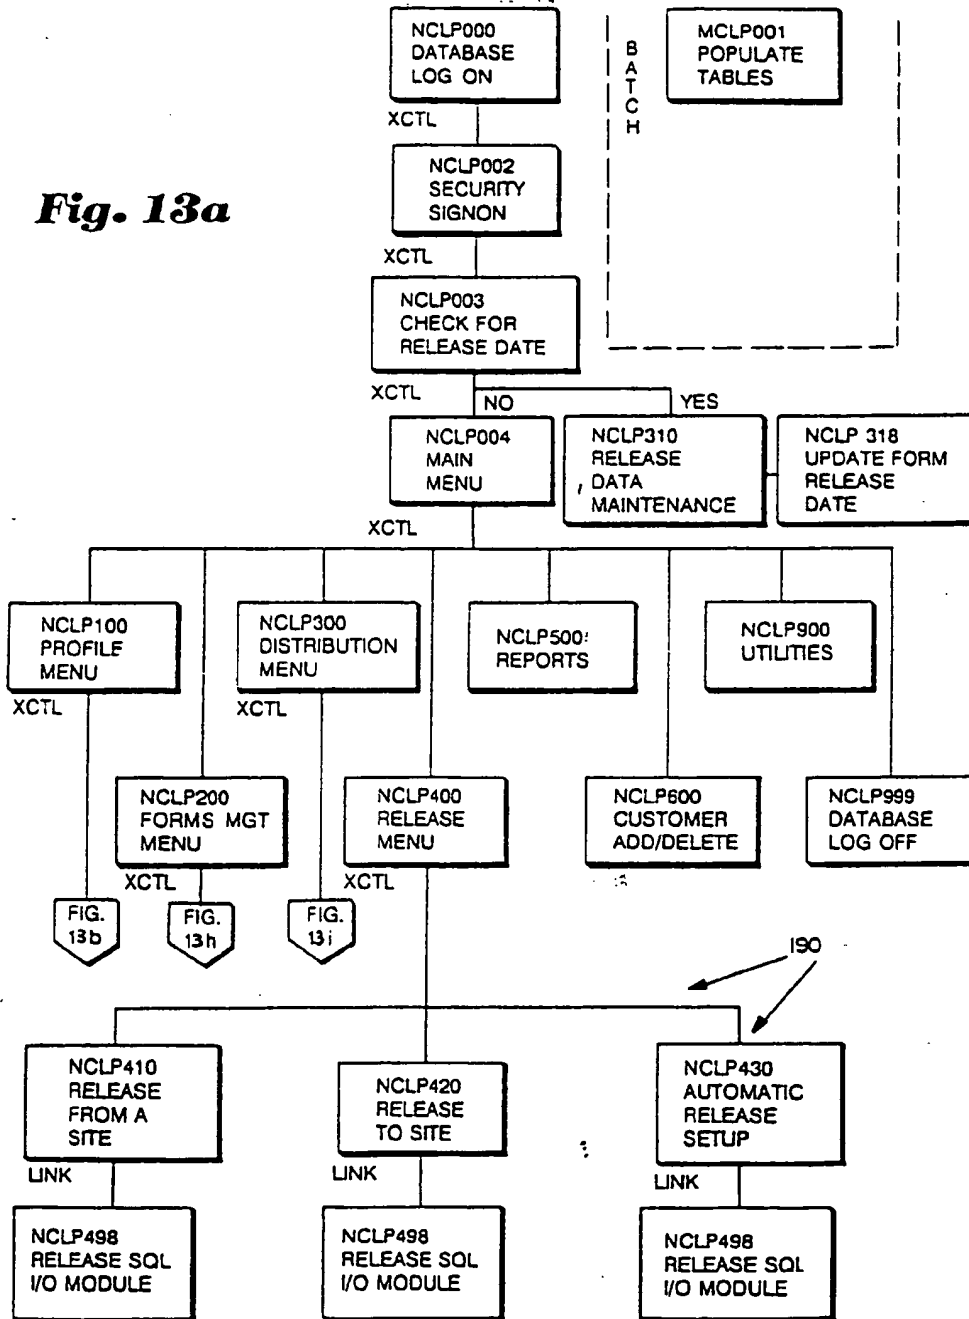 NCLP000
DATABASE
LOG ON
MCLP001
POPULATE
TABLES
B
A
T
C
H
XCTL
NCLP002
SECURITY
SIGNON
Fig. 13a
XCTL
NCLP003
CHECK FOR
RELEASE DATE
XCTL
NO
YES
NCLP004
MAIN
MENU
NCLP310
RELEASE
DATA
MAINTENANCE
NCLP 318
UPDATE FORM
RELEASE
DATE
XCTL
NCLP100
PROFILE
MENU
NCLP300
DISTRIBUTION
MENU
NCLP500
REPORTS
NCLP900
UTILITIES
XCTL
XCTL
NCLP200
FORMS MGT
MENU
NCLP400
RELEASE
MENU
NCLP600
CUSTOMER
ADD/DELETE
NCLP999
DATABASE
LOG OFF
XCTL
XCTL
FIG.
13b
FIG.
13h
FIG.
13i
190
NCLP410
RELEASE
FROM A
SITE
NCLP420
RELEASE
TO SITE
NCLP430
AUTOMATIC
RELEASE
SETUP
LINK
LINK
LINK
NCLP498
RELEASE SQL
I/O MODULE
NCLP498
RELEASE SQL
I/O MODULE
NCLP498
RELEASE SQL
I/O MODULE